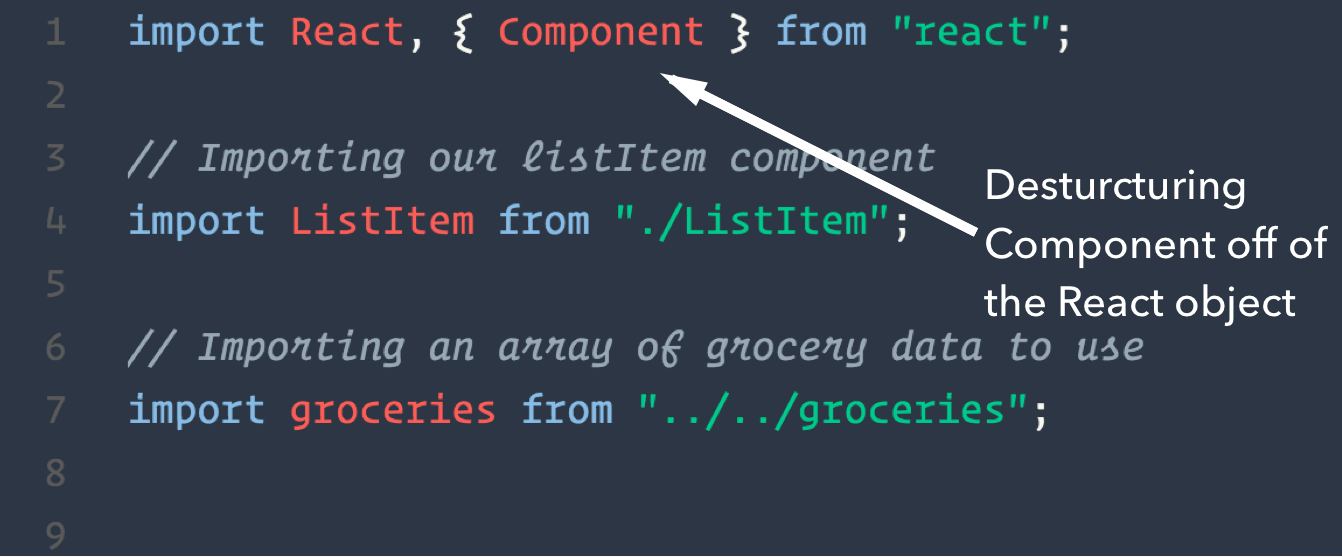 1 import React, { Component } from "react";
2
3 // Importing our listItem component
4 import ListItem from "./ListItem";
5
6 // Importing an array of grocery data to use
7 import groceries from "../../groceries";
8
9
Desturcturing
Component off of
the React object